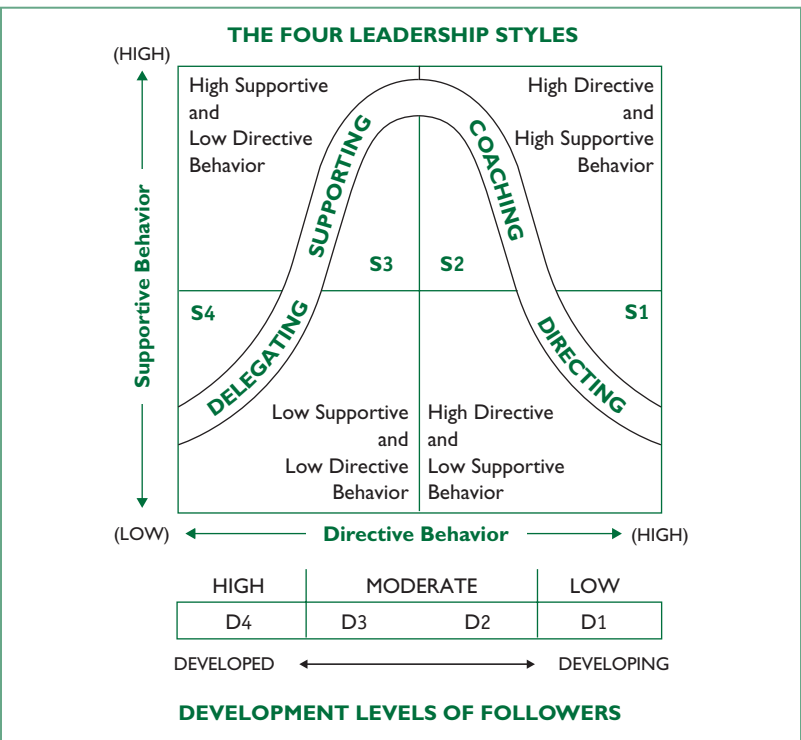 THE FOUR LEADERSHIP STYLES
(HIGH)
High Supportive
and
Low Directive
Behavior
High Directive
and
High Supportive
Behavior
SUPPORTING
COACHING
Supportive Behavior
S3
S2
S4
S1
DELEGATING
DIRECTING
Low Supportive
and
Low Directive
Behavior
High Directive
and
Low Supportive
Behavior
(LOW)
Directive Behavior
(HIGH)
HIGH MODERATE LOW
D4 D3 D2 D1
DEVELOPED DEVELOPING
DEVELOPMENT LEVELS OF FOLLOWERS